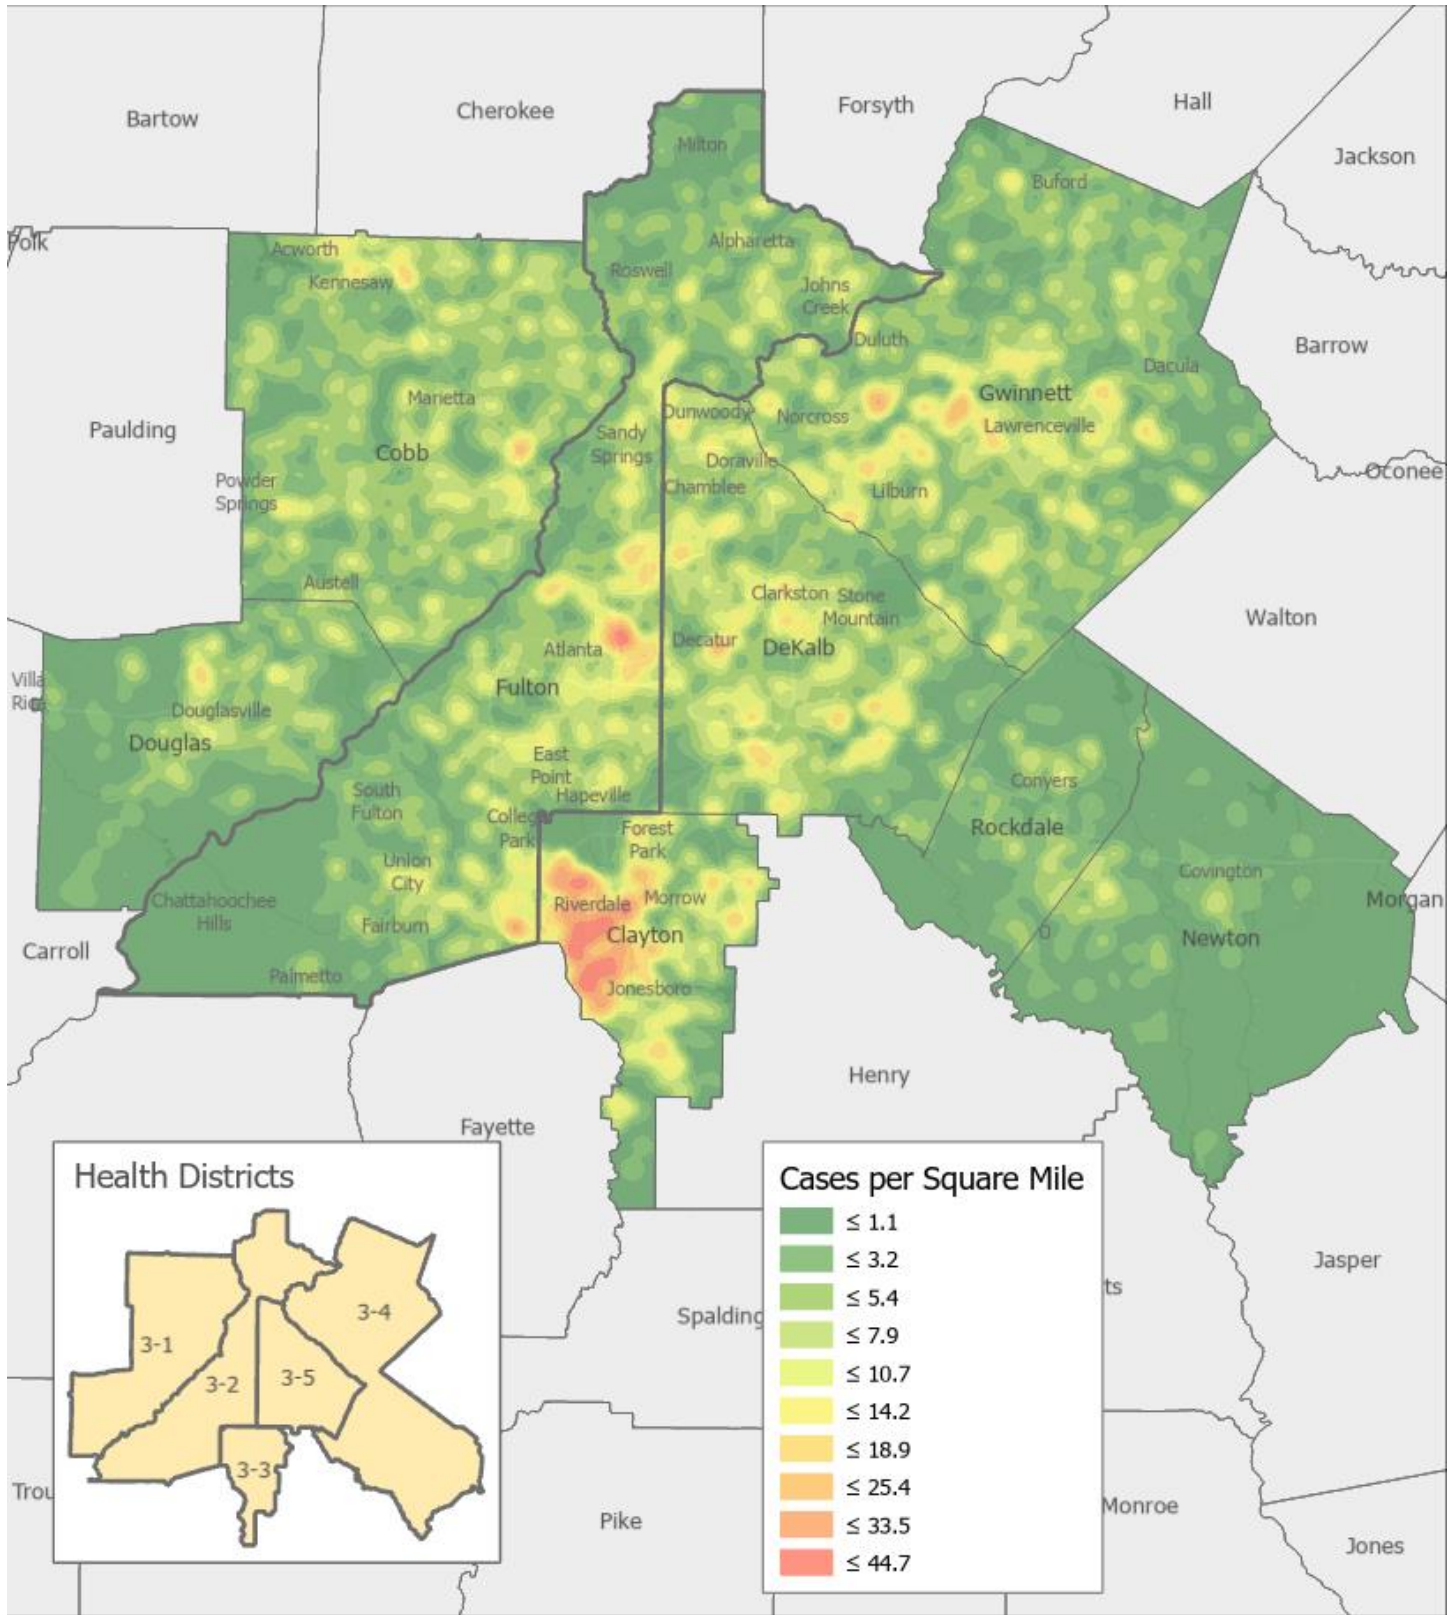 Bartow
Cherokee
Forsyth
Hall
Jackson
Milton
Buford
Polk
Acworth
Kennesaw
Alpharetta
Roswell
Johns
Creek
Duluth
Barrow
Dacula
Paulding
Marietta
Cobb
Dunwoody
Norcross
Gwinnett
Lawrenceville
Sandy
Springs
Doraville
Chamblee
Lilburn
Oconee
Powder
Springs
Austell
Clarkston
Stone
Mountain
Walton
Atlanta
Decatur
DeKalb
Fulton
Villa
Ric
Douglasville
Douglas
East
Point
Hapeville
South
Fulton
College
Park
Forest
Park
Conyers
Rockdale
Union
City
Covington
Chattahoochee
Hills
Riverdale
Morrow
Morgan
Fairburn
Clayton
Newton
Carroll
Palmetto
Jonesboro
Henry
Fayette
Health Districts
3-1
3-2
3-3
3-4
3-5
Cases per Square Mile
≤ 1.1
≤ 3.2
≤ 5.4
≤ 7.9
≤ 10.7
≤ 14.2
≤ 18.9
≤ 25.4
≤ 33.5
≤ 44.7
Jasper
ts
Spalding
Trou
Pike
Monroe
Jones